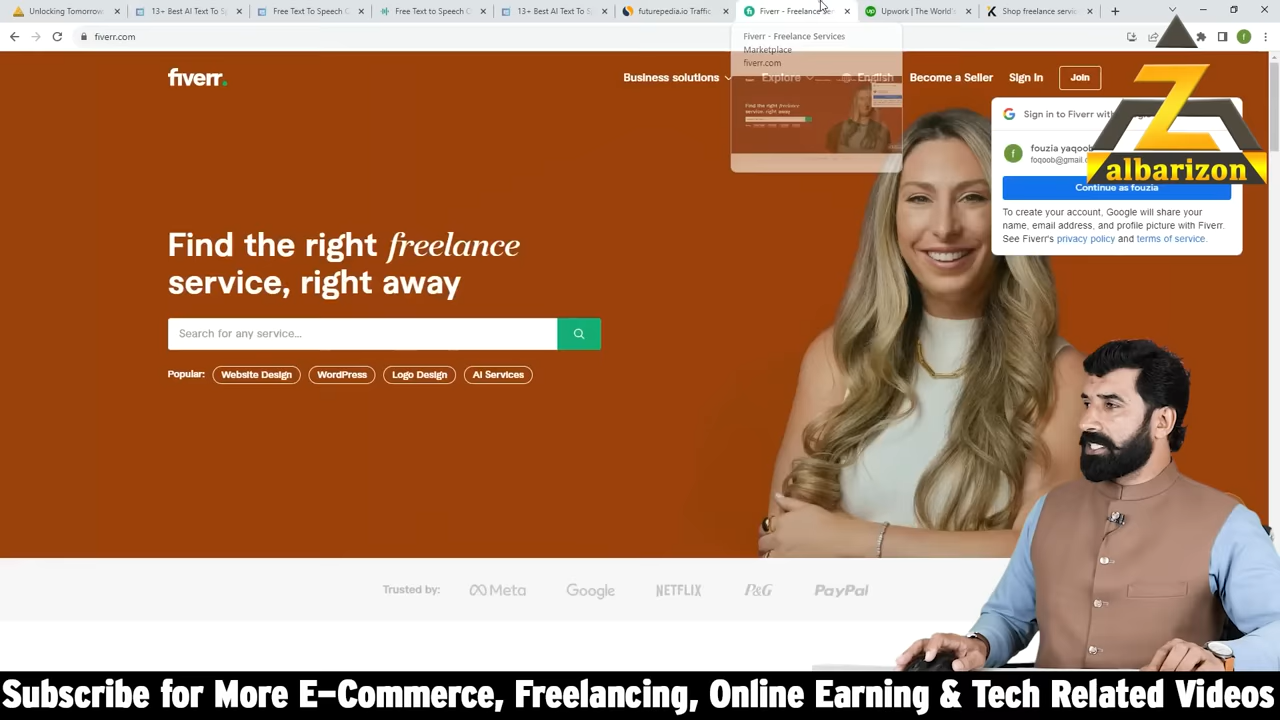 Unlocking Tomorrow
13+ Best AI Text To Sp
Free Text to Speech C
Free Text to Speech C
13+ Best AI Text To Sp
futurepedia.io Traffic
Fiverr - Freelance Se
Upwork | The World's
Shop freelance servic
fiverr.com
Fiverr - Freelance Services
Marketplace
fiverr.com
fiverr.
Business solutions
Explore
English
Become a Seller
Sign In
Join
Sign in to Fiverr with
fouzia yaqoob
foqoob@gmail.c
Continue as fouzia
To create your account, Google will share your
name, email address, and profile picture with Fiverr.
See Fiverr's privacy policy and terms of service.
Z
albarizon
Find the right freelance
service, right away
Search for any service...
Popular:
Website Design
WordPress
Logo Design
AI Services
Trusted by:
Meta
Google
NETFLIX
P&G
PayPal
Subscribe for More E-Commerce, Freelancing, Online Earning & Tech Related Videos